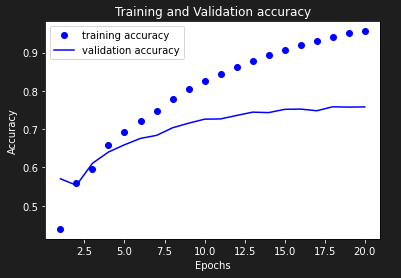 Training and Validation accuracy
training accuracy
validation accuracy
Accuracy
0.9
0.8
0.7
0.6
0.5
2.5 5.0 7.5 10.0 12.5 15.0 17.5 20.0
Epochs